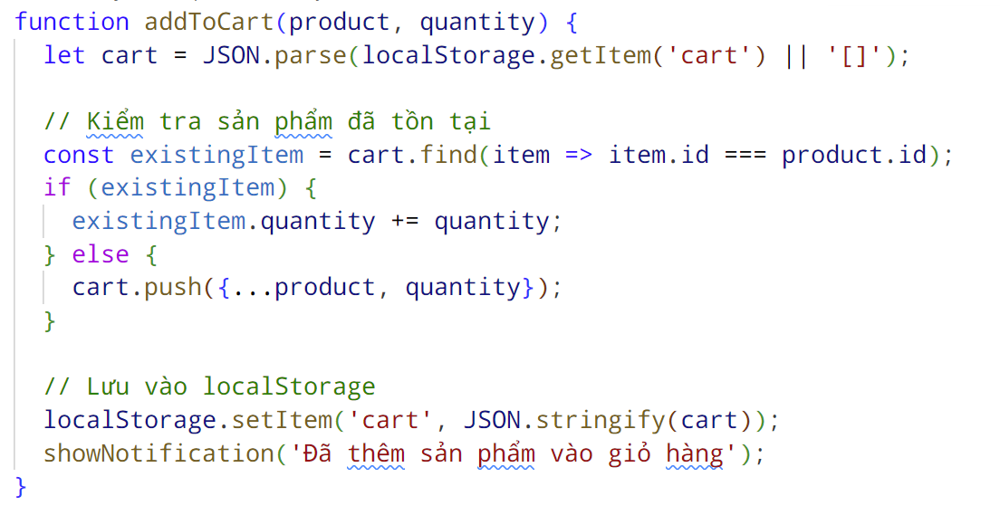 function addToCart(product, quantity) {
  let cart = JSON.parse(localStorage.getItem('cart') || '[]');

  // Kiểm tra sản phẩm đã tồn tại
  const existingItem = cart.find(item => item.id === product.id);
  if (existingItem) {
    existingItem.quantity += quantity;
  } else {
    cart.push({...product, quantity});
  }

  // Lưu vào localStorage
  localStorage.setItem('cart', JSON.stringify(cart));
  showNotification('Đã thêm sản phẩm vào giỏ hàng');
}